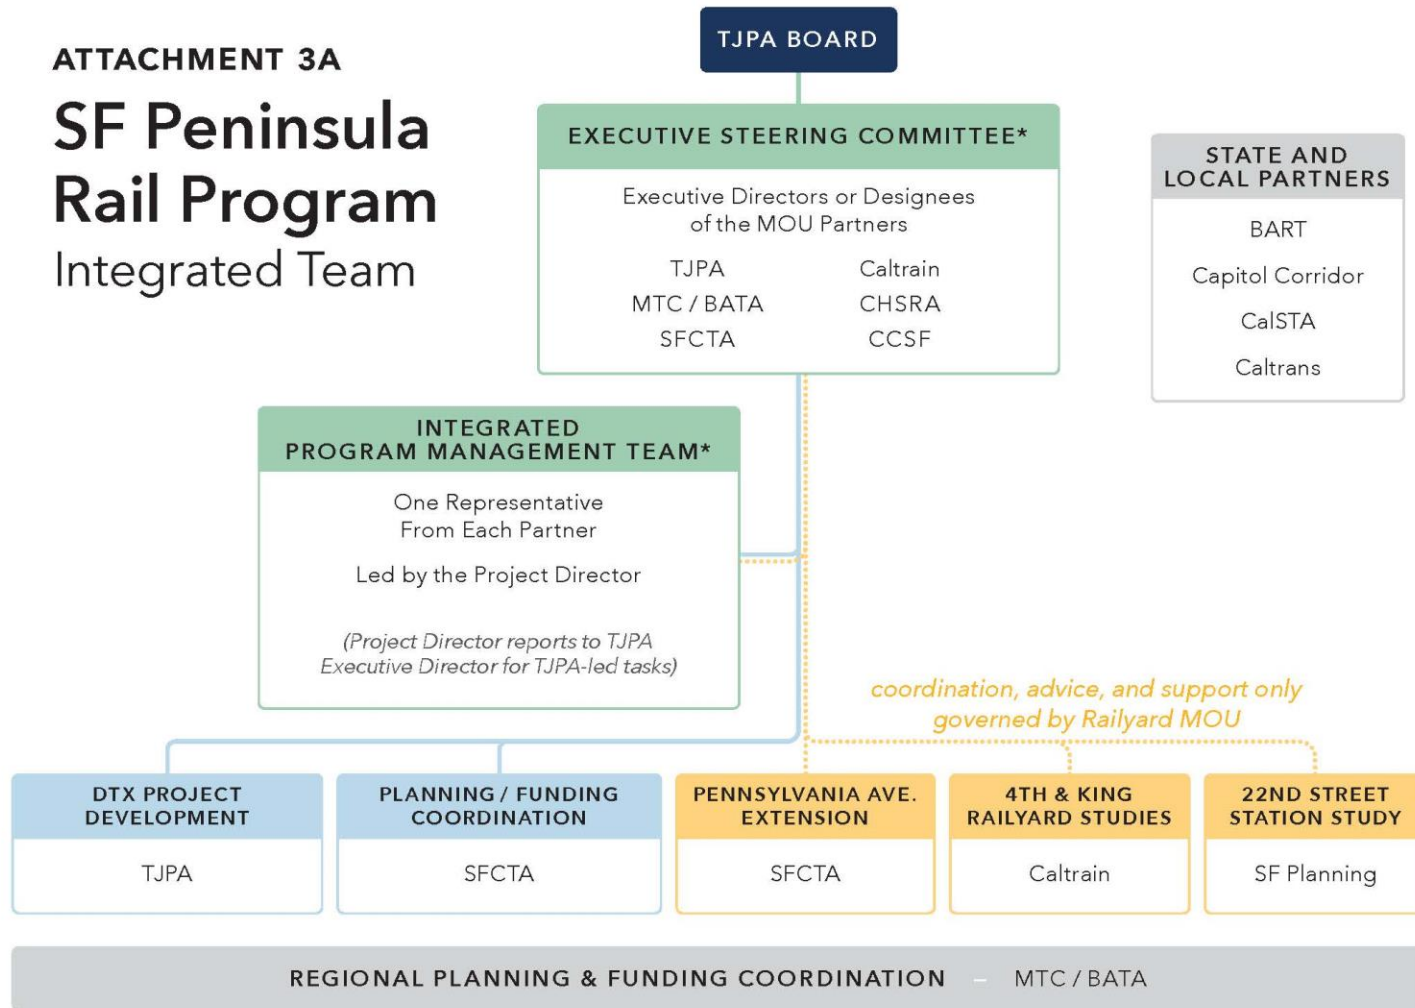 ATTACHMENT 3A
SF Peninsula
Rail Program
Integrated Team
TJPA BOARD
EXECUTIVE STEERING COMMITTEE*
Executive Directors or Designees
of the MOU Partners
TJPA
MTC / BATA
SFCTA
Caltrain
CHSRA
CCSF
STATE AND
LOCAL PARTNERS
BART
Capitol Corridor
CalSTA
Caltrans
INTEGRATED
PROGRAM MANAGEMENT TEAM*
One Representative
From Each Partner
Led by the Project Director
(Project Director reports to TJPA
Executive Director for TJPA-led tasks)
coordination, advice, and support only
governed by Railyard MOU
DTX PROJECT
DEVELOPMENT
TJPA
PLANNING / FUNDING
COORDINATION
SFCTA
PENNSYLVANIA AVE.
EXTENSION
SFCTA
4TH & KING
RAILYARD STUDIES
Caltrain
22ND STREET
STATION STUDY
SF Planning
REGIONAL PLANNING & FUNDING COORDINATION – MTC / BATA